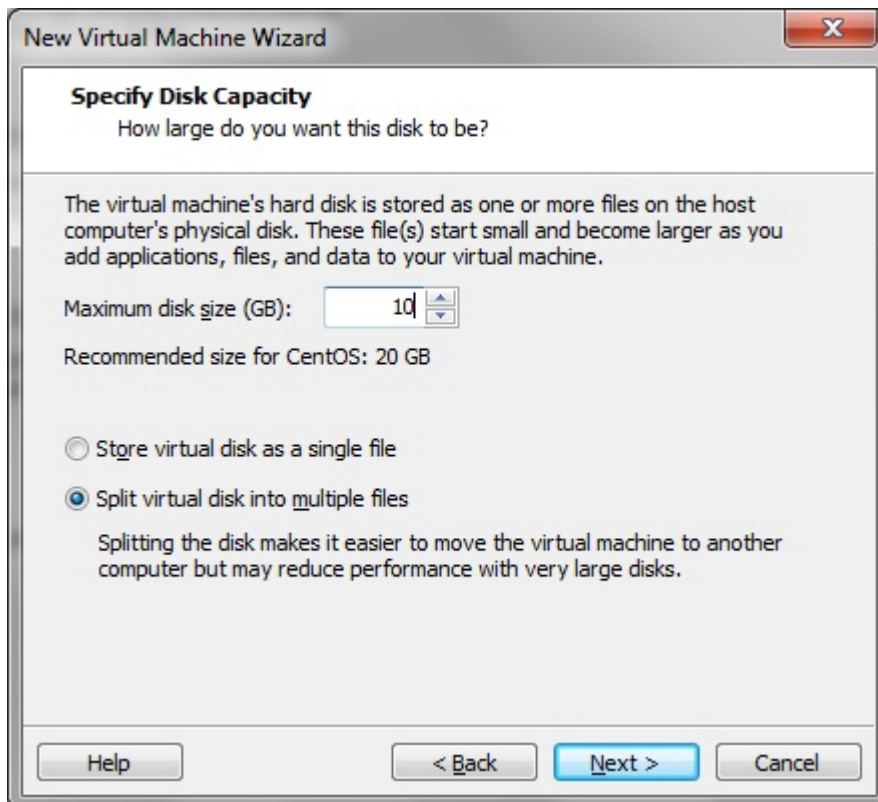 New Virtual Machine Wizard
Specify Disk Capacity
How large do you want this disk to be?
The virtual machine's hard disk is stored as one or more files on the host
computer's physical disk. These file(s) start small and become larger as you
add applications, files, and data to your virtual machine.
Maximum disk size (GB): 10
Recommended size for CentOS: 20 GB
Store virtual disk as a single file
Split virtual disk into multiple files
Splitting the disk makes it easier to move the virtual machine to another
computer but may reduce performance with very large disks.
Help < Back Next > Cancel